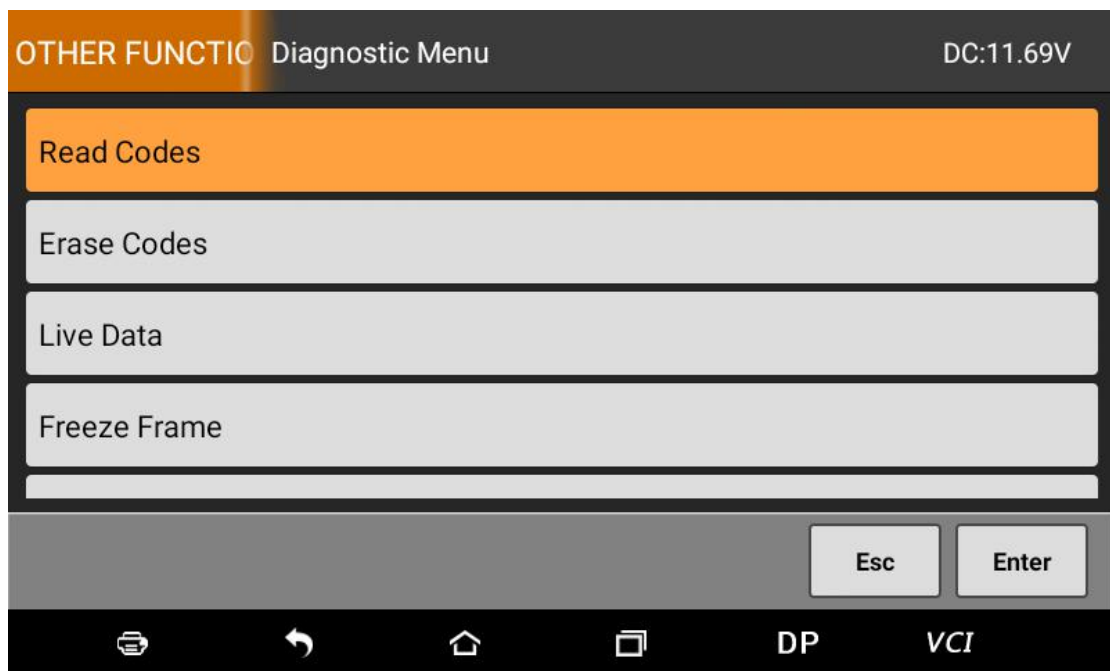 OTHER FUNCTIO Diagnostic Menu DC:11.69V
Read Codes
Erase Codes
Live Data
Freeze Frame
Esc Enter
DP VCI